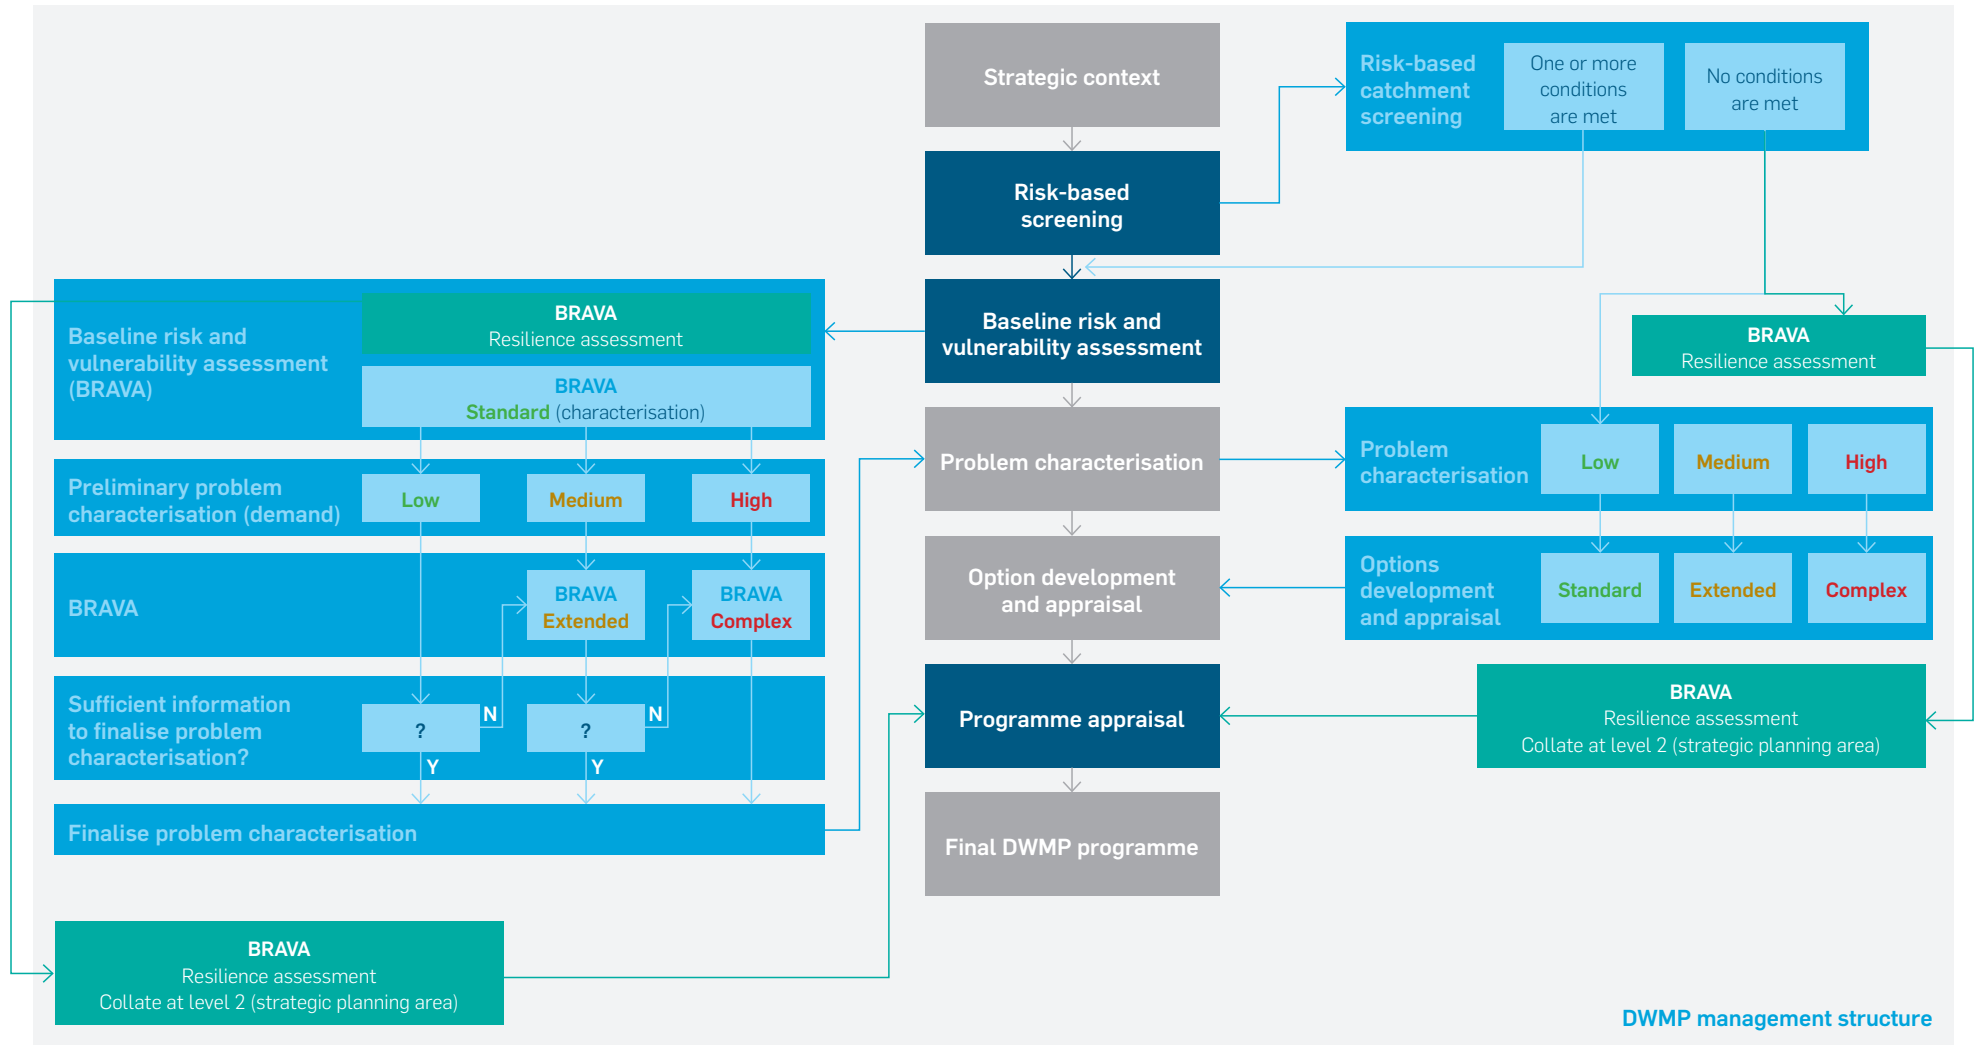 Strategic context
Risk-based
screening
Baseline risk and
vulnerability assessment
Problem characterisation
Option development
and appraisal
Programme appraisal
Final DWMP programme
Risk-based
catchment
screening
One or more
conditions
are met
No conditions
are met
BRAVA
Resilience assessment
Problem
characterisation
Low
Medium
High
Options
development
and appraisal
Standard
Extended
Complex
BRAVA
Resilience assessment
Collate at level 2 (strategic planning area)
Baseline risk and
vulnerability assessment
(BRAVA)
BRAVA
Resilience assessment
BRAVA
Standard (characterisation)
Preliminary problem
characterisation (demand)
Low
Medium
High
BRAVA
BRAVA
Extended
BRAVA
Complex
Sufficient information
to finalise problem
characterisation?
?
N
?
N
Y
Y
Finalise problem characterisation
BRAVA
Resilience assessment
Collate at level 2 (strategic planning area)
DWMP management structure